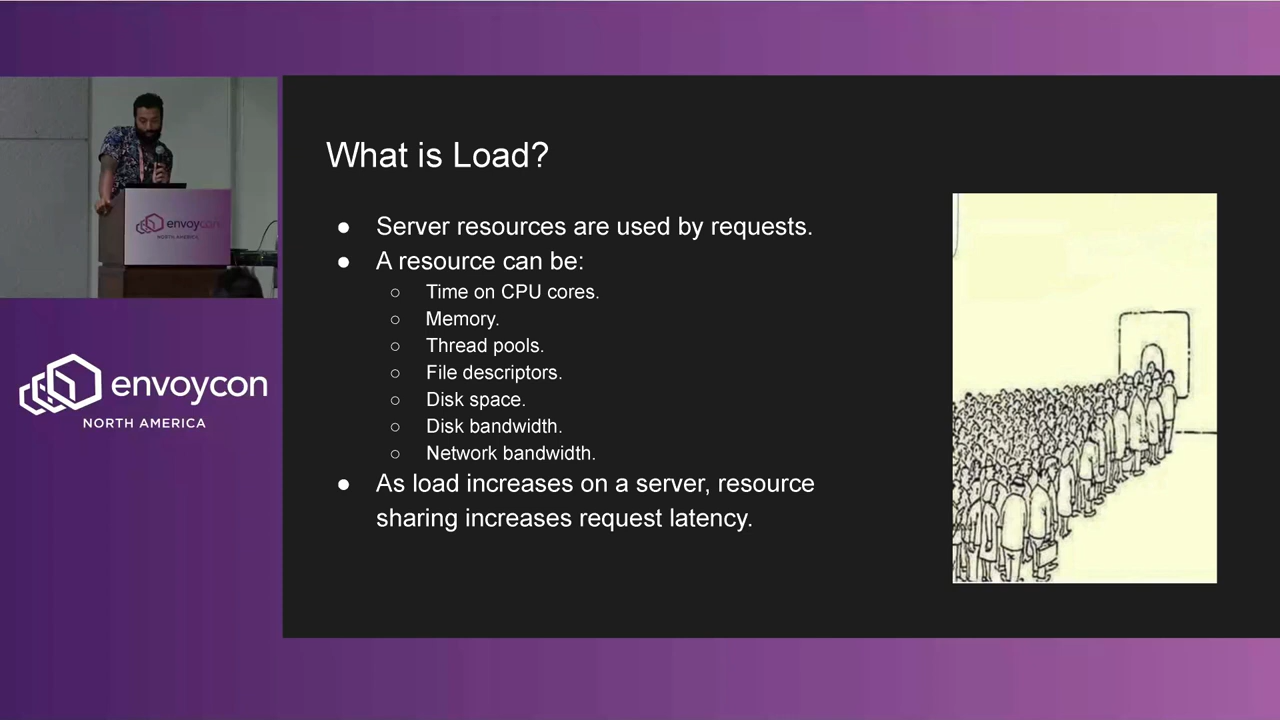 What is Load?
● Server resources are used by requests.
● A resource can be:
○ Time on CPU cores.
○ Memory.
○ Thread pools.
○ File descriptors.
○ Disk space.
○ Disk bandwidth.
○ Network bandwidth.
● As load increases on a server, resource
sharing increases request latency.
envoycon
NORTH AMERICA
envoycon
NORTH AMERICA